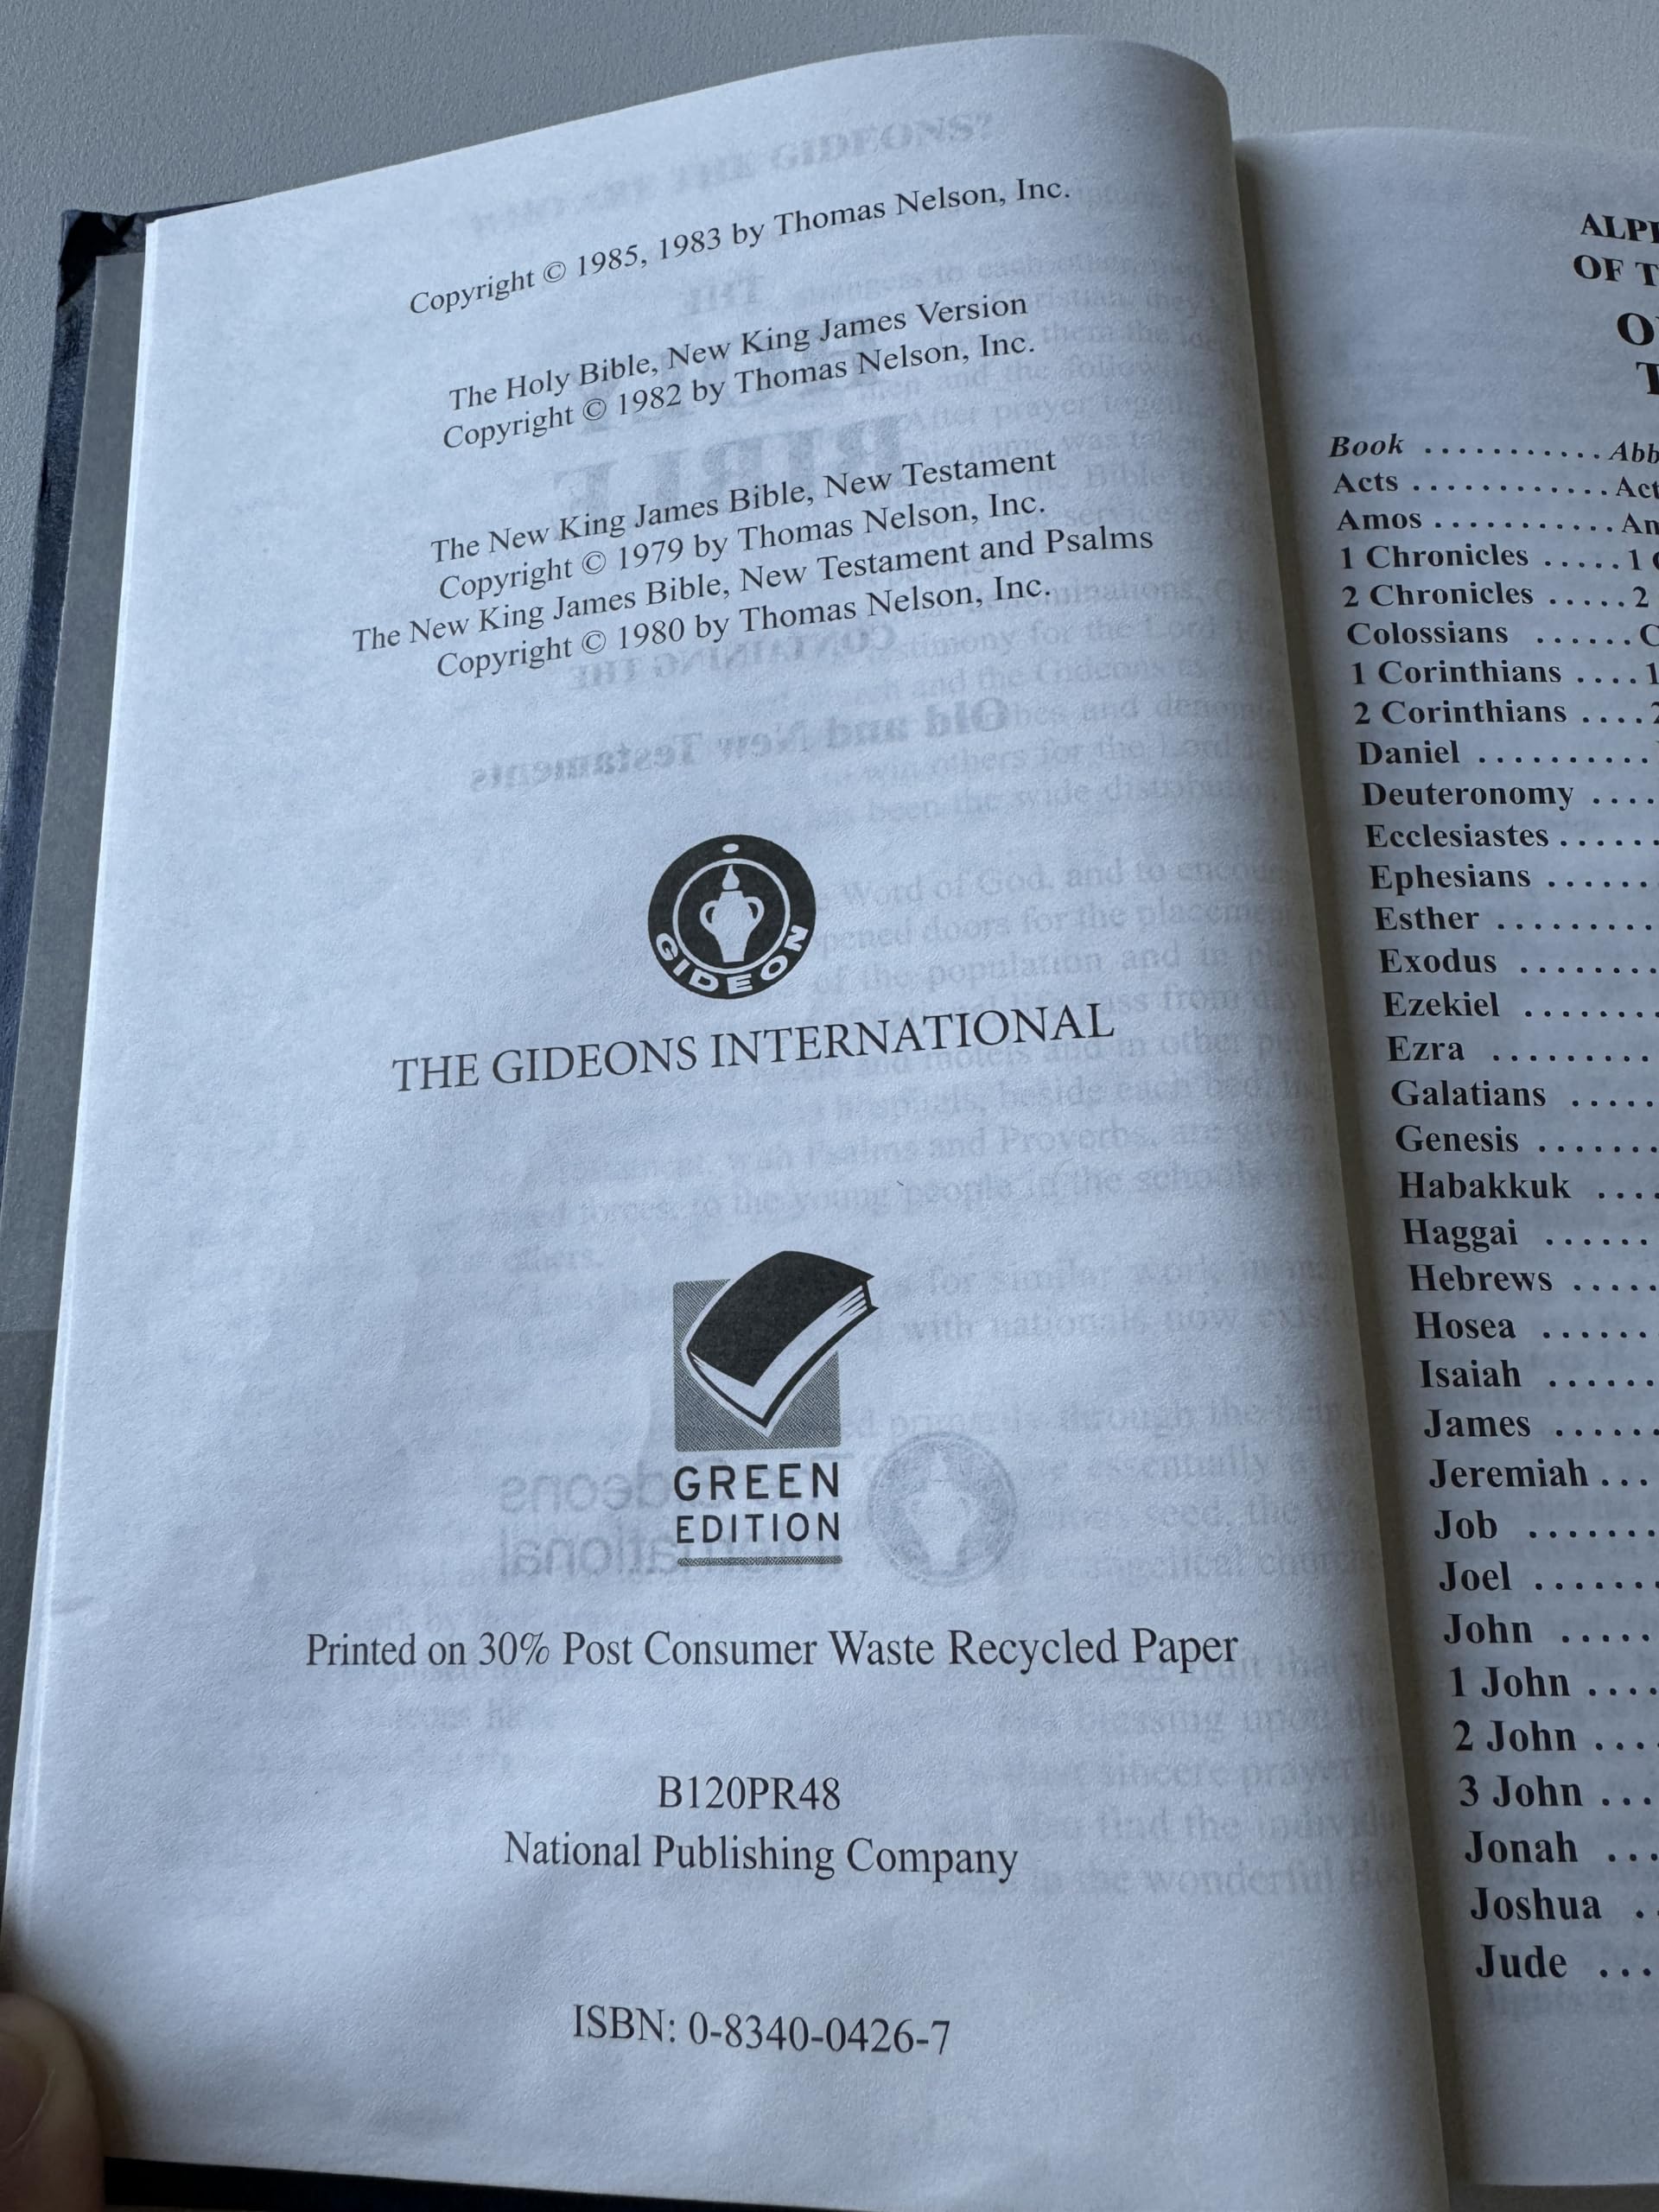 Copyright © 1985, 1983 by Thomas Nelson, Inc.
The Holy Bible, New King James Version
Copyright © 1982 by Thomas Nelson, Inc.
The New King James Bible, New Testament
Copyright © 1979 by Thomas Nelson, Inc.
The New King James Bible, New Testament and Psalms
Copyright © 1980 by Thomas Nelson, Inc.
GIDEON
THE GIDEONS INTERNATIONAL
GREEN
EDITION
Printed on 30% Post Consumer Waste Recycled Paper
B120PR48
National Publishing Company
ISBN: 0-8340-0426-7
OF
Book ...........
Acts ............
Amos ...........
1 Chronicles ..... 1
2 Chronicles ..... 2
Colossians ......
1 Corinthians .... 1
2 Corinthians .... 2
Daniel ..........
Deuteronomy ....
Ecclesiastes ......
Ephesians ......
Esther .........
Exodus ........
Ezekiel ........
Ezra .........
Galatians .....
Genesis .......
Habakkuk ....
Haggai ......
Hebrews .....
Hosea ......
Isaiah ......
James ......
Jeremiah ...
Job .......
Joel .......
John .....
1 John ....
2 John ...
3 John ...
Jonah ...
Joshua ..
Jude ...